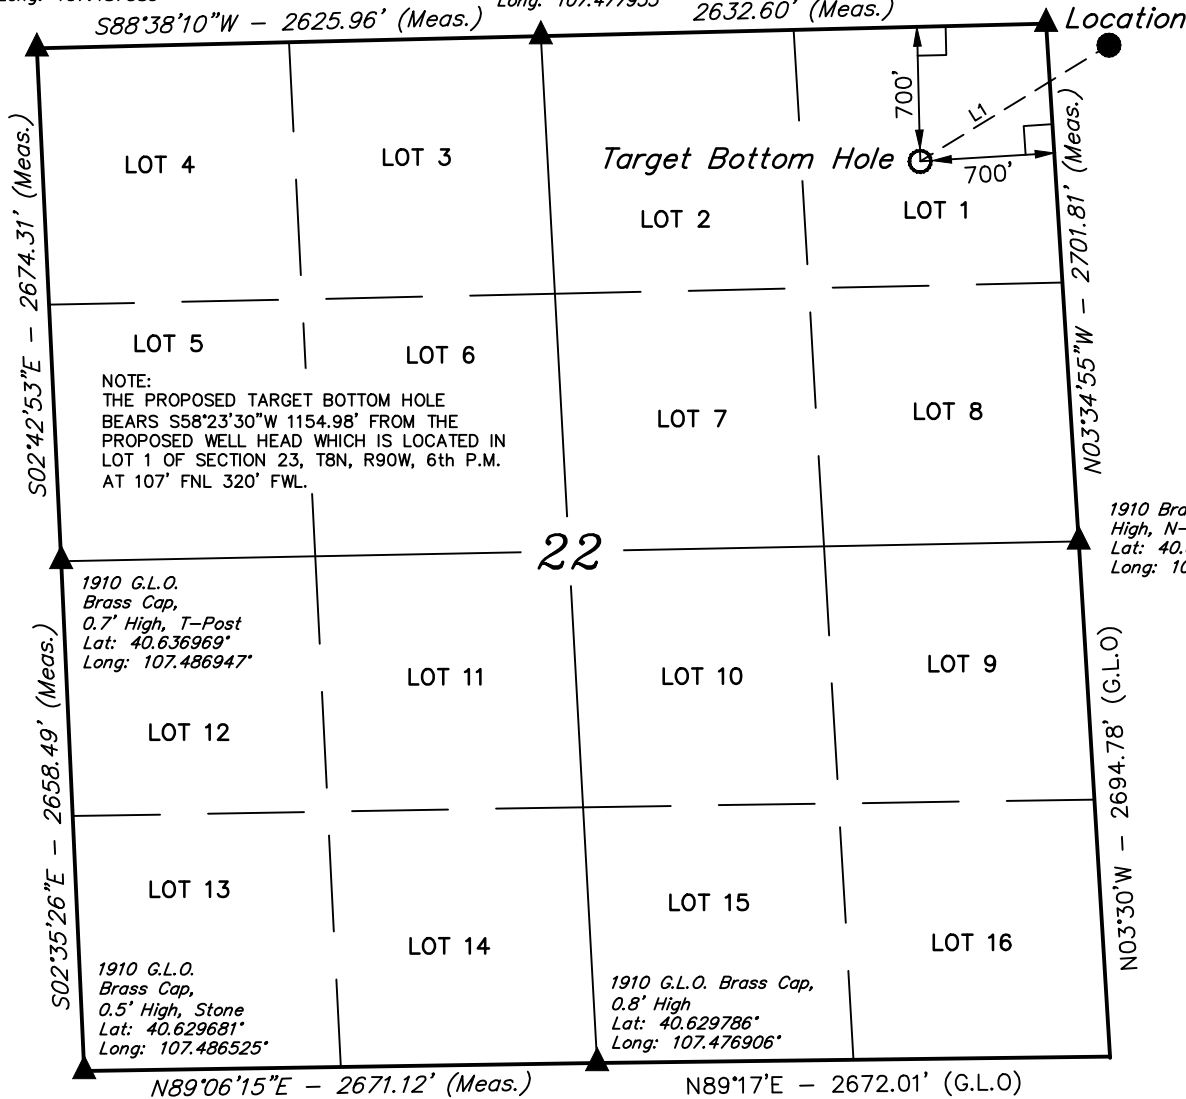 S88°38'10"W - 2625.96' (Meas.)
2632.60' (Meas.)
Location
700'
L1
Target Bottom Hole
700'
LOT 4
LOT 3
LOT 2
LOT 1
S02°42'53"E - 2674.31' (Meas.)
N03°34'55"W - 2701.81' (Meas.)
LOT 5
LOT 6
LOT 7
LOT 8
NOTE:
THE PROPOSED TARGET BOTTOM HOLE
BEARS S58°23'30"W 1154.98' FROM THE
PROPOSED WELL HEAD WHICH IS LOCATED IN
LOT 1 OF SECTION 23, T8N, R90W, 6th P.M.
AT 107' FNL 320' FWL.
22
1910 Bra
High, N-
Lat: 40.
Long: 10
1910 G.L.O.
Brass Cap,
0.7' High, T-Post
Lat: 40.636969°
Long: 107.486947°
LOT 12
LOT 11
LOT 10
LOT 9
S02°35'26"E - 2658.49' (Meas.)
N03°30'W - 2694.78' (G.L.O)
LOT 13
LOT 14
LOT 15
LOT 16
1910 G.L.O.
Brass Cap,
0.5' High, Stone
Lat: 40.629681°
Long: 107.486525°
1910 G.L.O. Brass Cap,
0.8' High
Lat: 40.629786°
Long: 107.476906°
N89°06'15"E - 2671.12' (Meas.)
N89°17'E - 2672.01' (G.L.O)